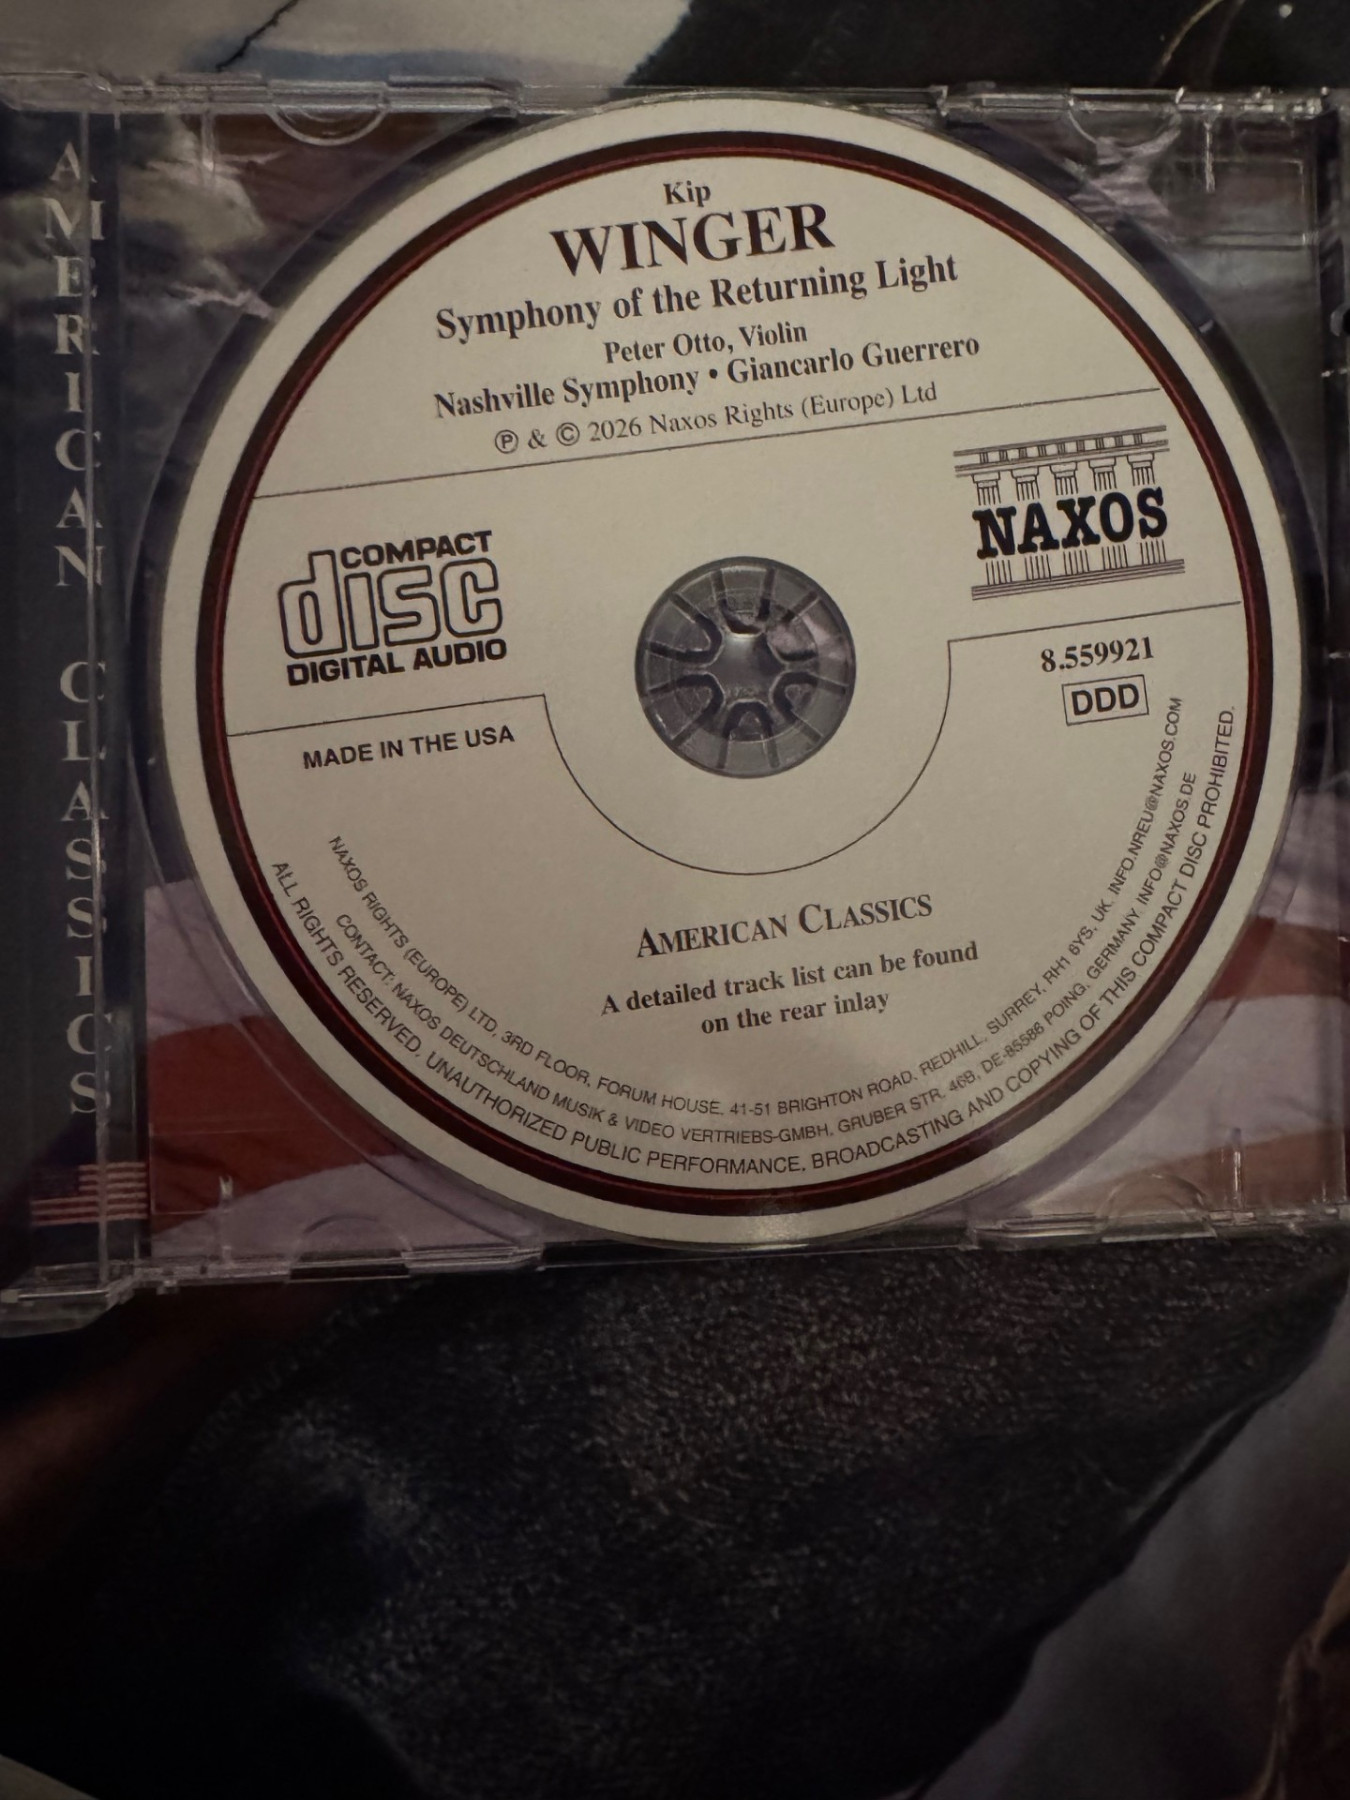 AMERICAN CLASSICS
Kip
WINGER
Symphony of the Returning Light
Peter Otto, Violin
Nashville Symphony • Giancarlo Guerrero
℗ & © 2026 Naxos Rights (Europe) Ltd
COMPACT
disc
DIGITAL AUDIO
NAXOS
8.559921
DDD
MADE IN THE USA
AMERICAN CLASSICS
A detailed track list can be found
on the rear inlay
NAXOS RIGHTS (EUROPE) LTD, 3RD FLOOR, FORUM HOUSE, 41-51 BRIGHTON ROAD, REDHILL, SURREY, RH1 6YS, UK. INFO.NREU@NAXOS.COM
CONTACT: NAXOS DEUTSCHLAND MUSIK & VIDEO VERTRIEBS-GMBH, GRUBER STR. 46B, DE-85586 POING, GERMANY. INFO@NAXOS.DE
ALL RIGHTS RESERVED. UNAUTHORIZED PUBLIC PERFORMANCE, BROADCASTING AND COPYING OF THIS COMPACT DISC PROHIBITED.